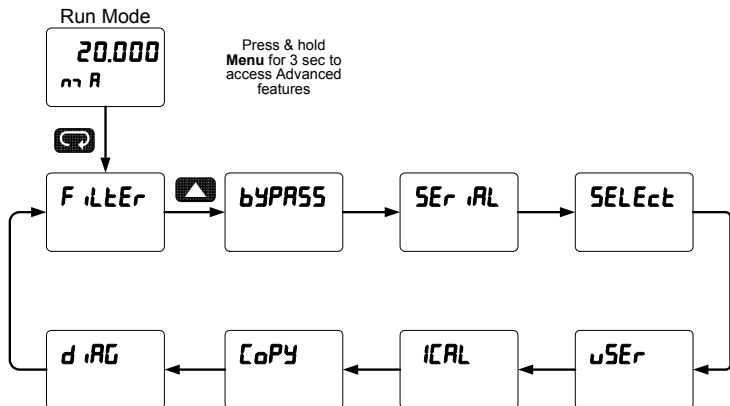 Run Mode
20.000
mA
Press & hold
Menu for 3 sec to
access Advanced
features
FiLtEr
bYPASS
SEriAL
SELEct
diAG
CoPY
ICAL
uSEr